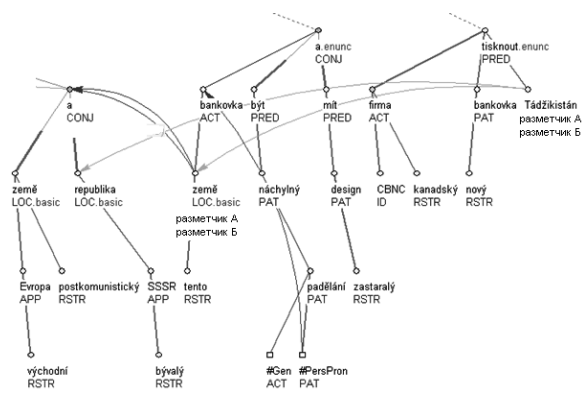 a.enunc
CONJ
tisknout.enunc
PRED
a
CONJ
bankovka
ACT
být
PRED
mít
PRED
firma
ACT
bankovka
PAT
Tádžikistán
разметчик А
разметчик Б
země
LOC.basic
republika
LOC.basic
země
LOC.basic
разметчик А
разметчик Б
náchylný
PAT
design
PAT
CBNC
ID
kanadský
RSTR
nový
RSTR
Evropa
APP
postkomunistický
RSTR
SSSR
APP
tento
RSTR
padělání
PAT
zastaralý
RSTR
východní
RSTR
bývalý
RSTR
#Gen
ACT
#PersPron
PAT